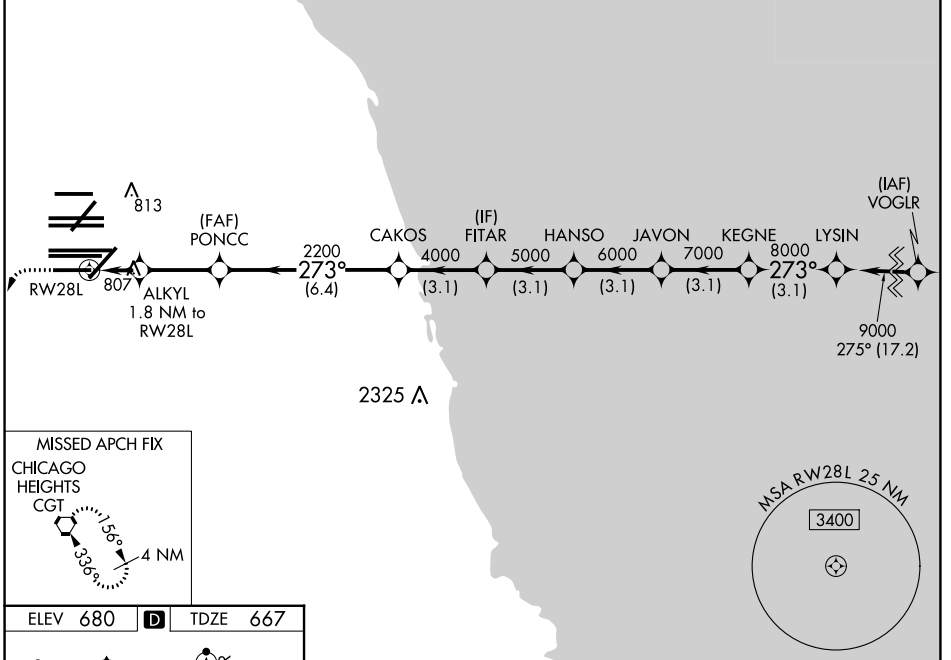 813
(FAF)
PONCC
2200
273°
(6.4)
CAKOS
4000
(3.1)
(IF)
FITAR
5000
(3.1)
HANSO
6000
(3.1)
JAVON
7000
(3.1)
KEGNE
8000
273°
(3.1)
LYSIN
(IAF)
VOGLR
9000
275° (17.2)
RW28L
807
ALKYL
1.8 NM to
RW28L
2325
MISSED APCH FIX
CHICAGO
HEIGHTS
CGT
156°
336°
4 NM
MSA RW28L 25 NM
3400
ELEV 680 D TDZE 667